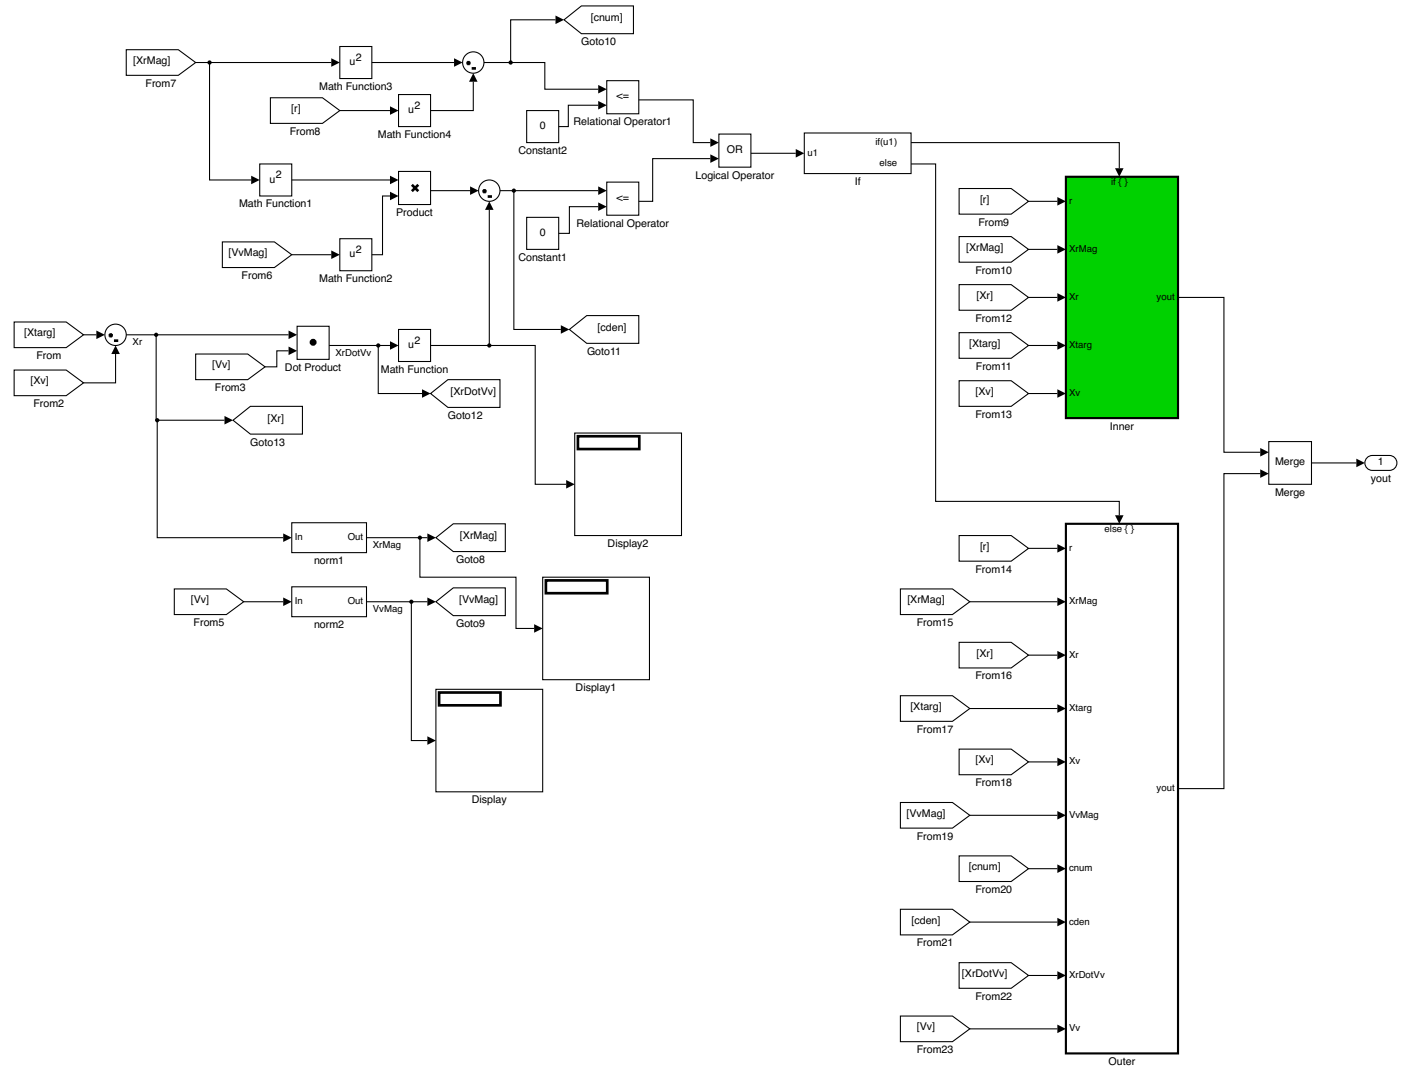 [cnum]
Goto10
[XrMag]
From7
u2
Math Function3
[r]
From8
u2
Math Function4
<=
Relational Operator1
0
Constant2
OR
Logical Operator
u1
if(u1)
else
If
u2
Math Function1
Product
<=
Relational Operator
0
Constant1
[VvMag]
From6
u2
Math Function2
[Xtarg]
From
Xr
[Xv]
From2
Dot Product
XrDotVv
[Vv]
From3
u2
Math Function
[cden]
Goto11
[XrDotVv]
Goto12
[Xr]
Goto13
Display2
In
Out
norm1
XrMag
[XrMag]
Goto8
[Vv]
From5
In
Out
norm2
VvMag
[VvMag]
Goto9
Display1
Display
if { }
[r]
From9
r
[XrMag]
From10
XrMag
[Xr]
From12
Xr
yout
[Xtarg]
From11
Xtarg
[Xv]
From13
Xv
Inner
Merge
Merge
1
yout
else { }
[r]
From14
r
[XrMag]
From15
XrMag
[Xr]
From16
Xr
[Xtarg]
From17
Xtarg
[Xv]
From18
Xv
yout
[VvMag]
From19
VvMag
[cnum]
From20
cnum
[cden]
From21
cden
[XrDotVv]
From22
XrDotVv
[Vv]
From23
Vv
Outer